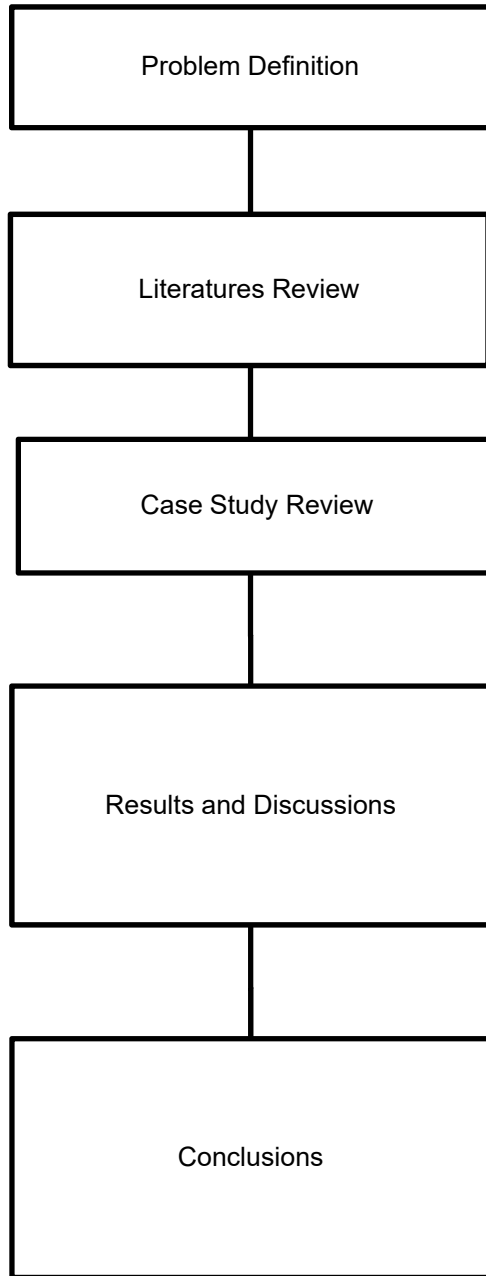 Problem Definition
Literatures Review
Case Study Review
Results and Discussions
Conclusions